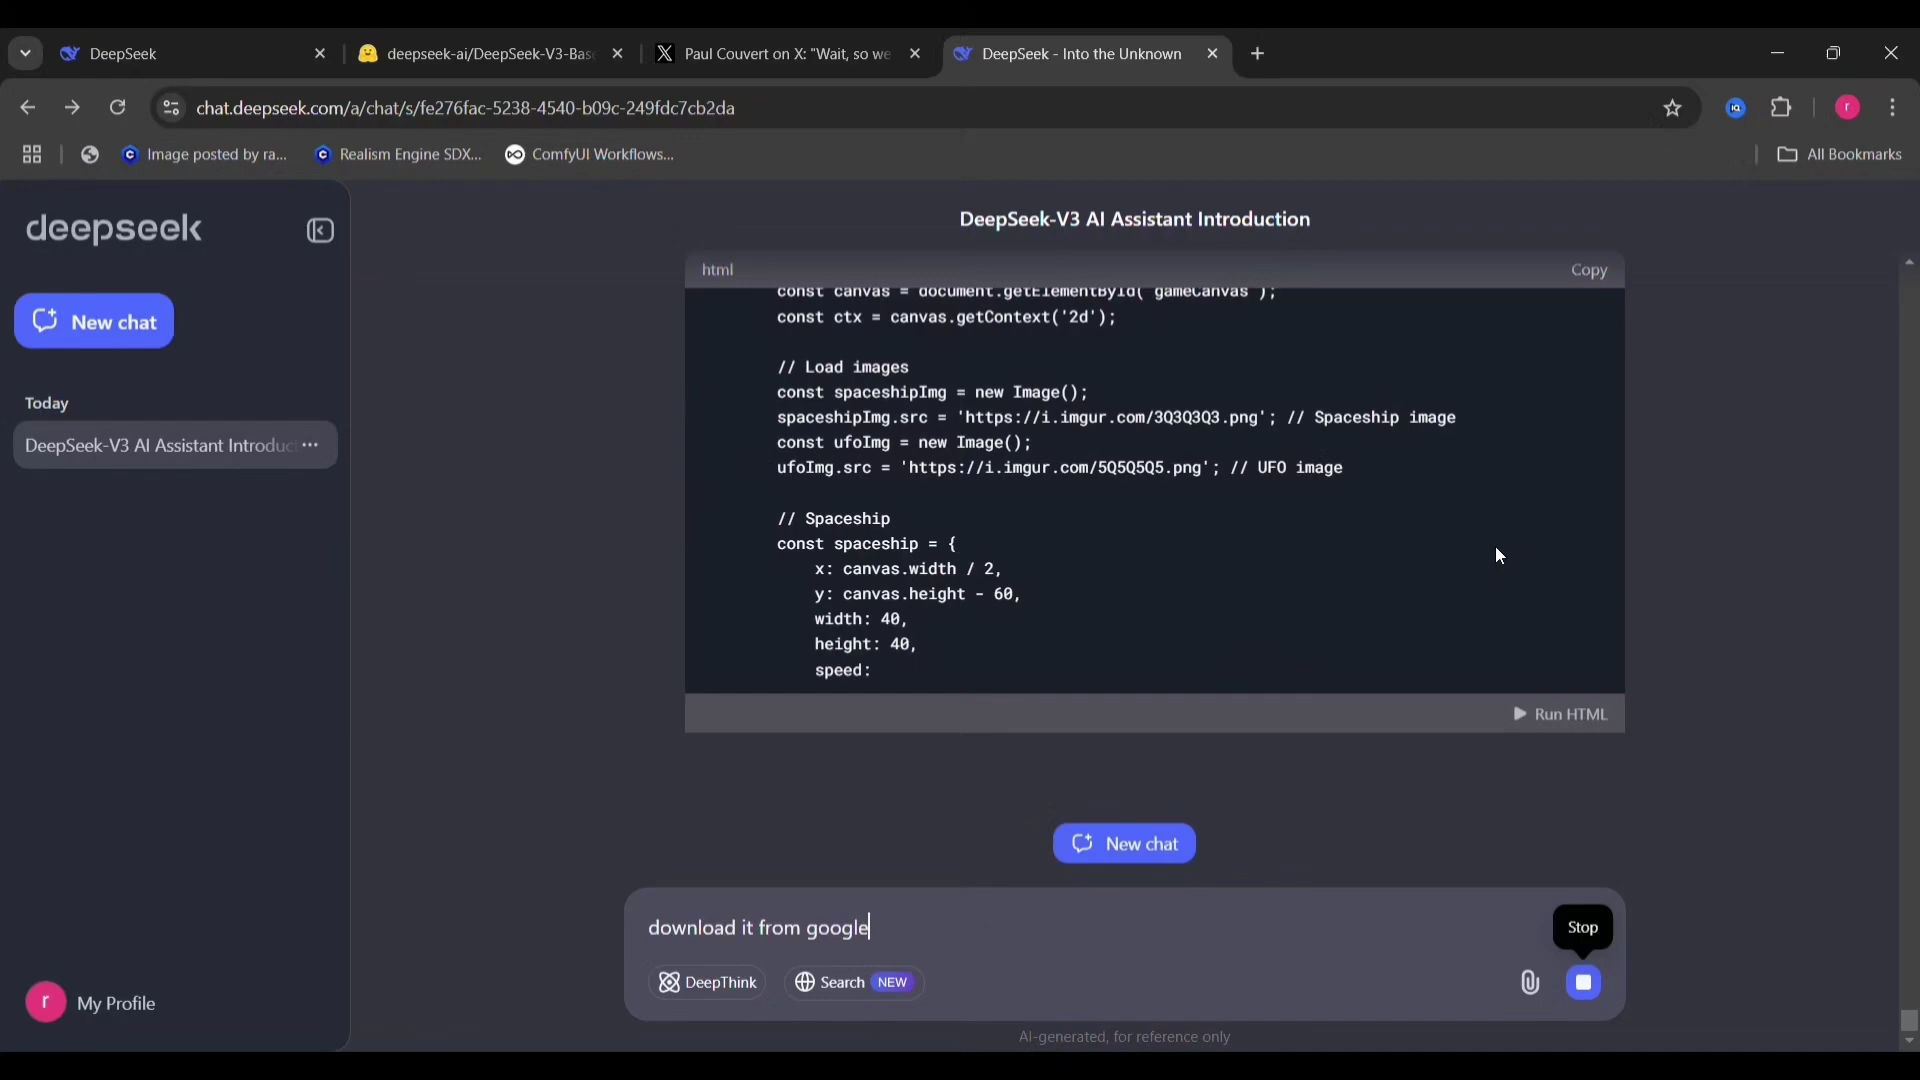 DeepSeek
deepseek-ai/DeepSeek-V3-Bas
Paul Couvert on X: "Wait, so we
DeepSeek - Into the Unknown
chat.deepseek.com/a/chat/s/fe276fac-5238-4540-b09c-249fdc7cb2da
r
Image posted by ra...
Realism Engine SDX...
ComfyUI Workflows...
All Bookmarks
deepseek
New chat
Today
DeepSeek-V3 AI Assistant Introduc ...
r
My Profile
DeepSeek-V3 AI Assistant Introduction
html
Copy
const canvas = document.getElementById('gameCanvas');
const ctx = canvas.getContext('2d');
// Load images
const spaceshipImg = new Image();
spaceshipImg.src = 'https://i.imgur.com/3Q3Q3Q3.png'; // Spaceship image
const ufoImg = new Image();
ufoImg.src = 'https://i.imgur.com/5Q5Q5Q5.png'; // UFO image
// Spaceship
const spaceship = {
x: canvas.width / 2,
y: canvas.height - 60,
width: 40,
height: 40,
speed:
Run HTML
New chat
download it from google
Stop
DeepThink
Search NEW
AI-generated, for reference only